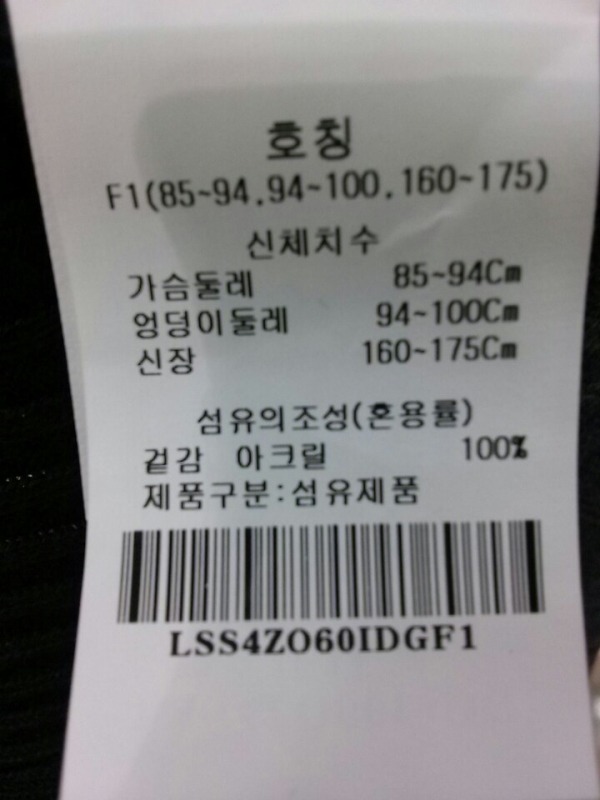 호칭
F1(85~94.94~100.160~175)
신체치수
가슴둘레 85~94Cm
엉덩이둘레 94~100Cm
신장 160~175Cm
섬유의조성(혼용률)
겉감 아크릴 100%
제품구분:섬유제품
LSS4ZO60IDGF1